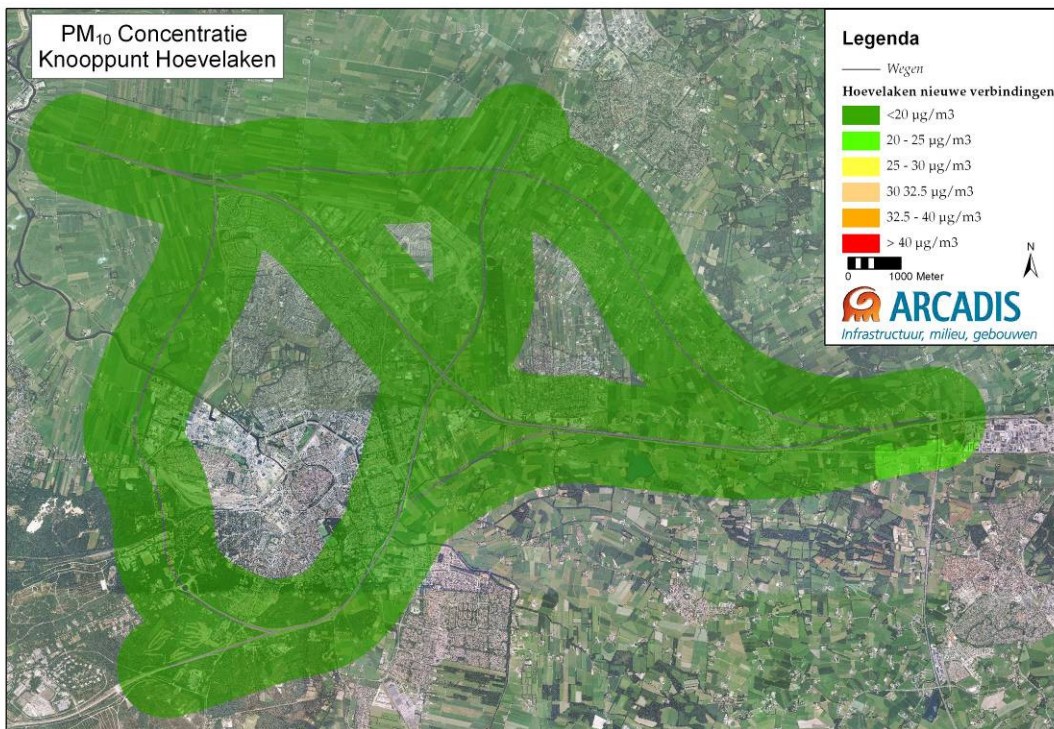 PM₁₀ Concentratie
Knooppunt Hoevelaken
Legenda
Wegen
Hoevelaken nieuwe verbindingen
<20 µg/m3
20 - 25 µg/m3
25 - 30 µg/m3
30 32.5 µg/m3
32.5 - 40 µg/m3
> 40 µg/m3
N
0 1000 Meter
ARCADIS
Infrastructuur, milieu, gebouwen